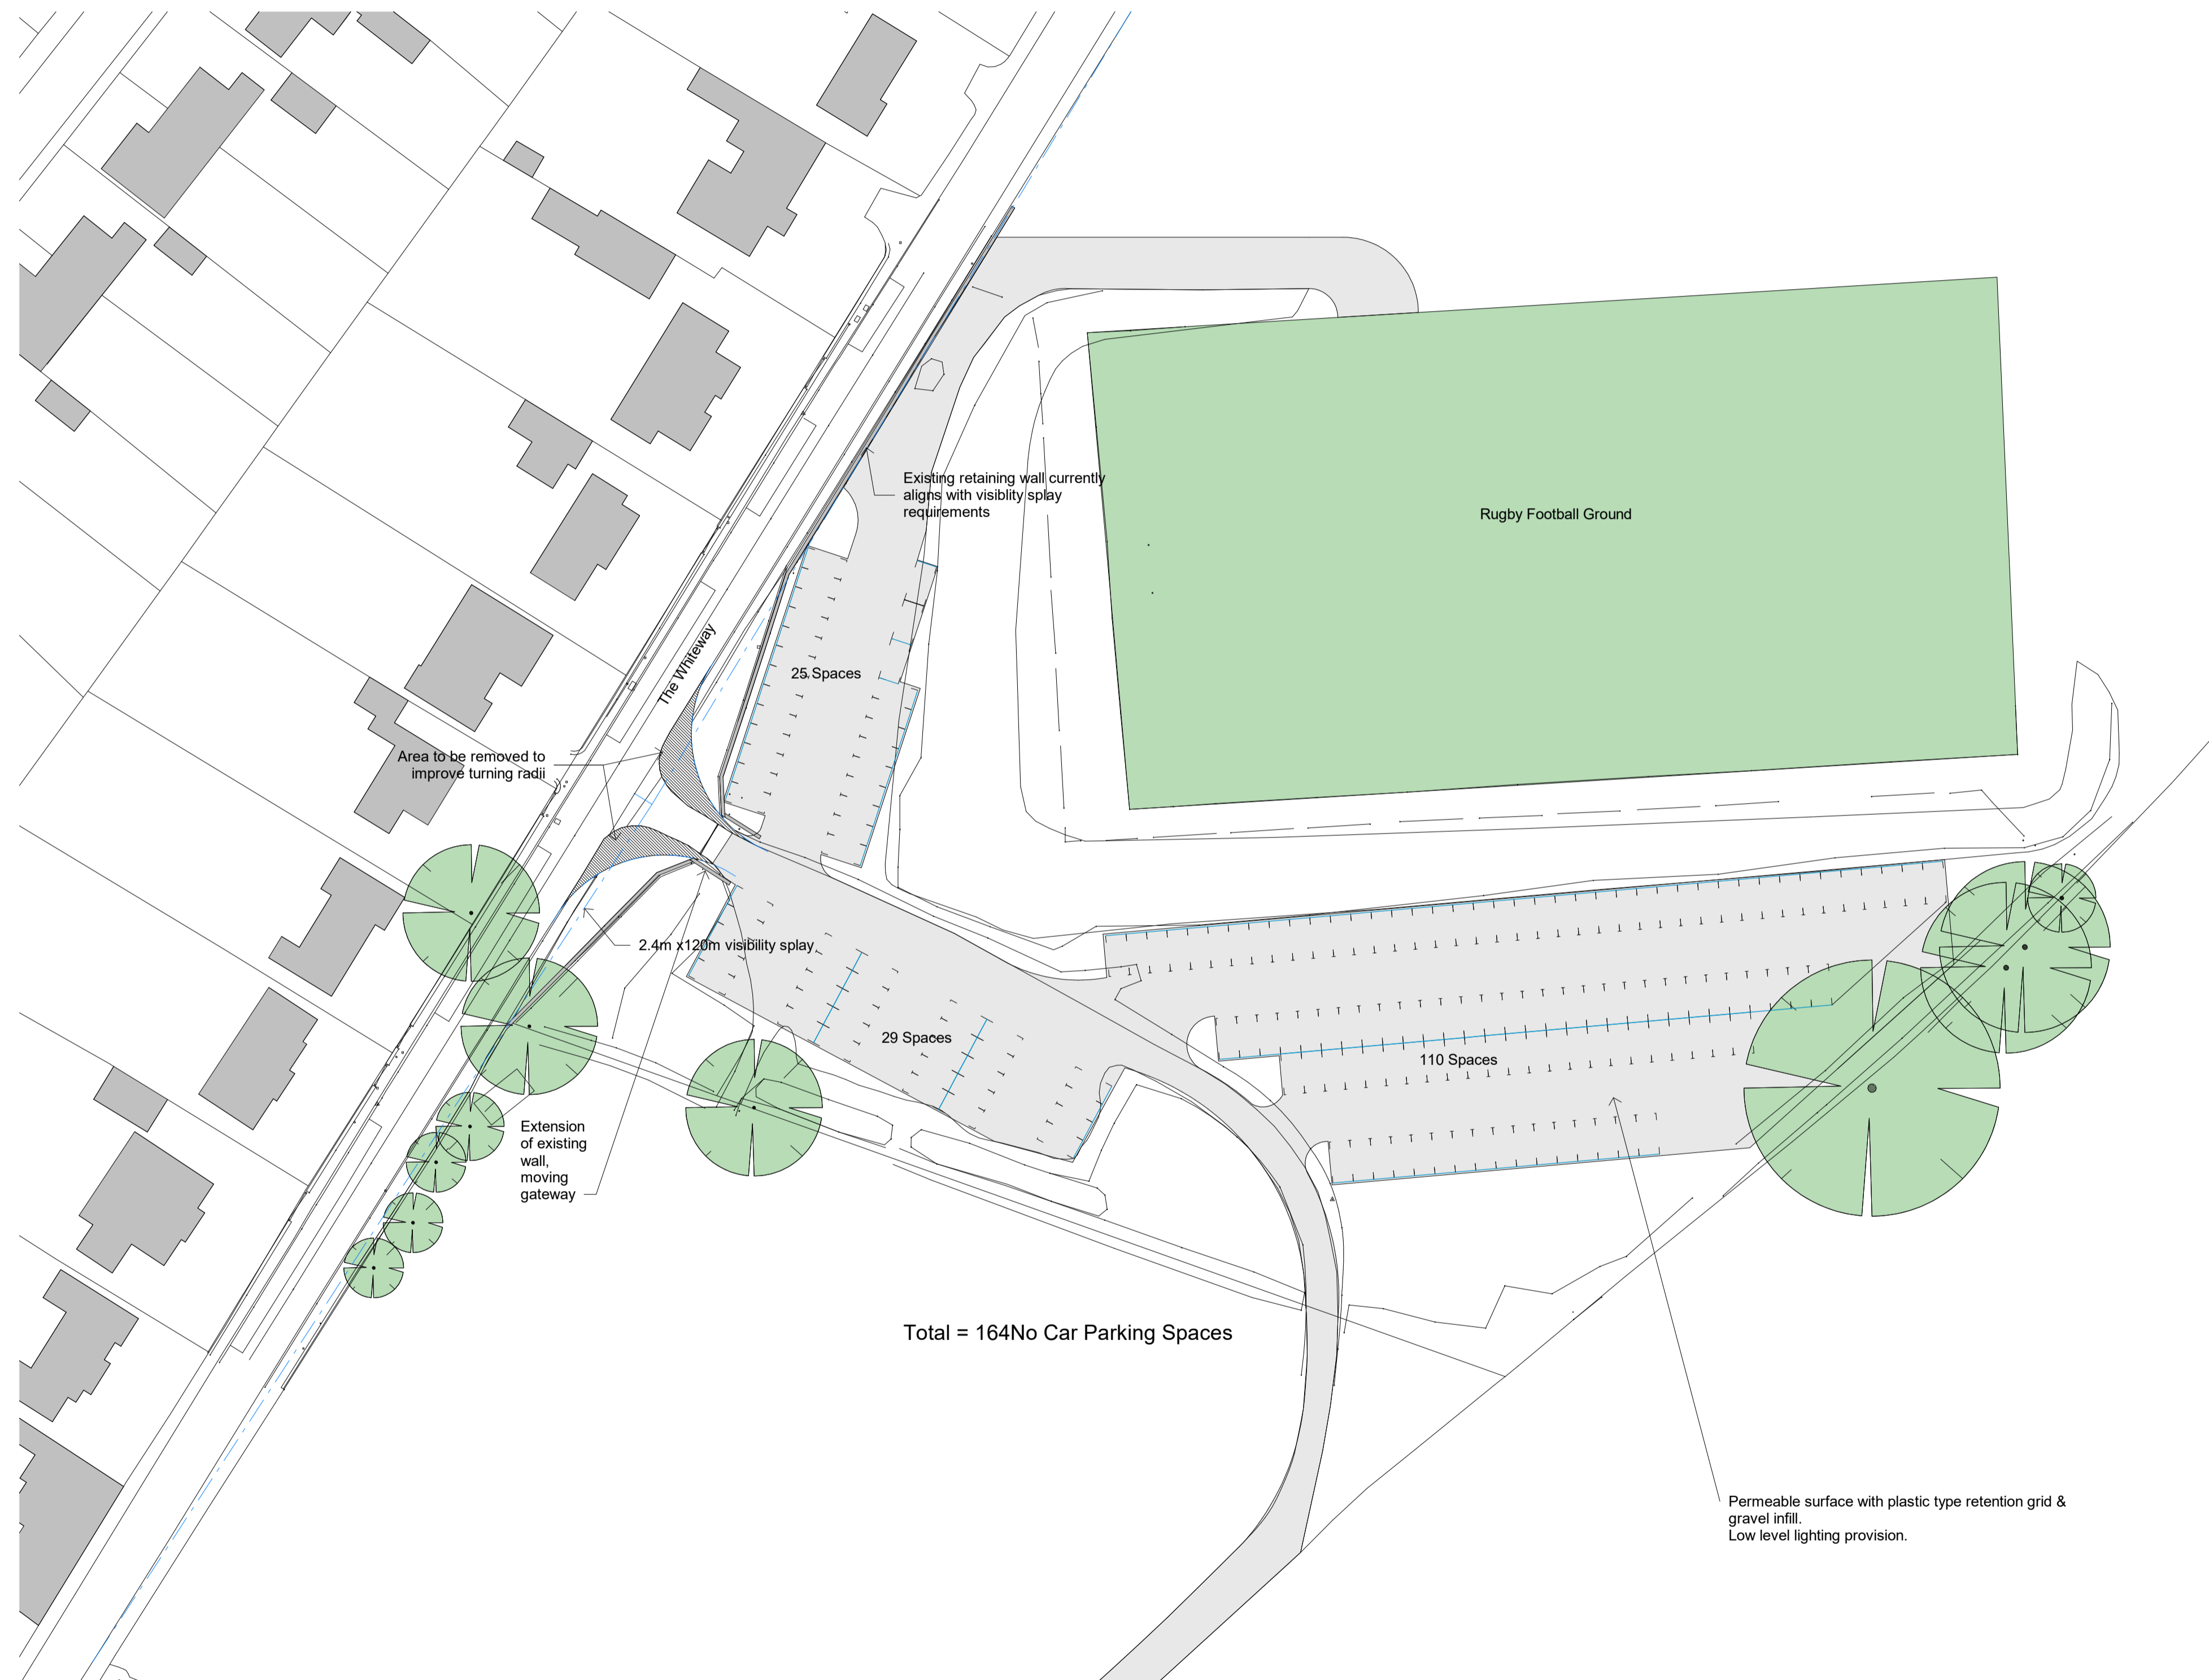 Existing retaining wall currently
aligns with visiblity splay
requirements
Rugby Football Ground
The Whiteway
25 Spaces
Area to be removed to
improve turning radii
2.4m x120m visibility splay
29 Spaces
110 Spaces
Extension
of existing
wall,
moving
gateway
Total = 164No Car Parking Spaces
Permeable surface with plastic type retention grid &
gravel infill.
Low level lighting provision.